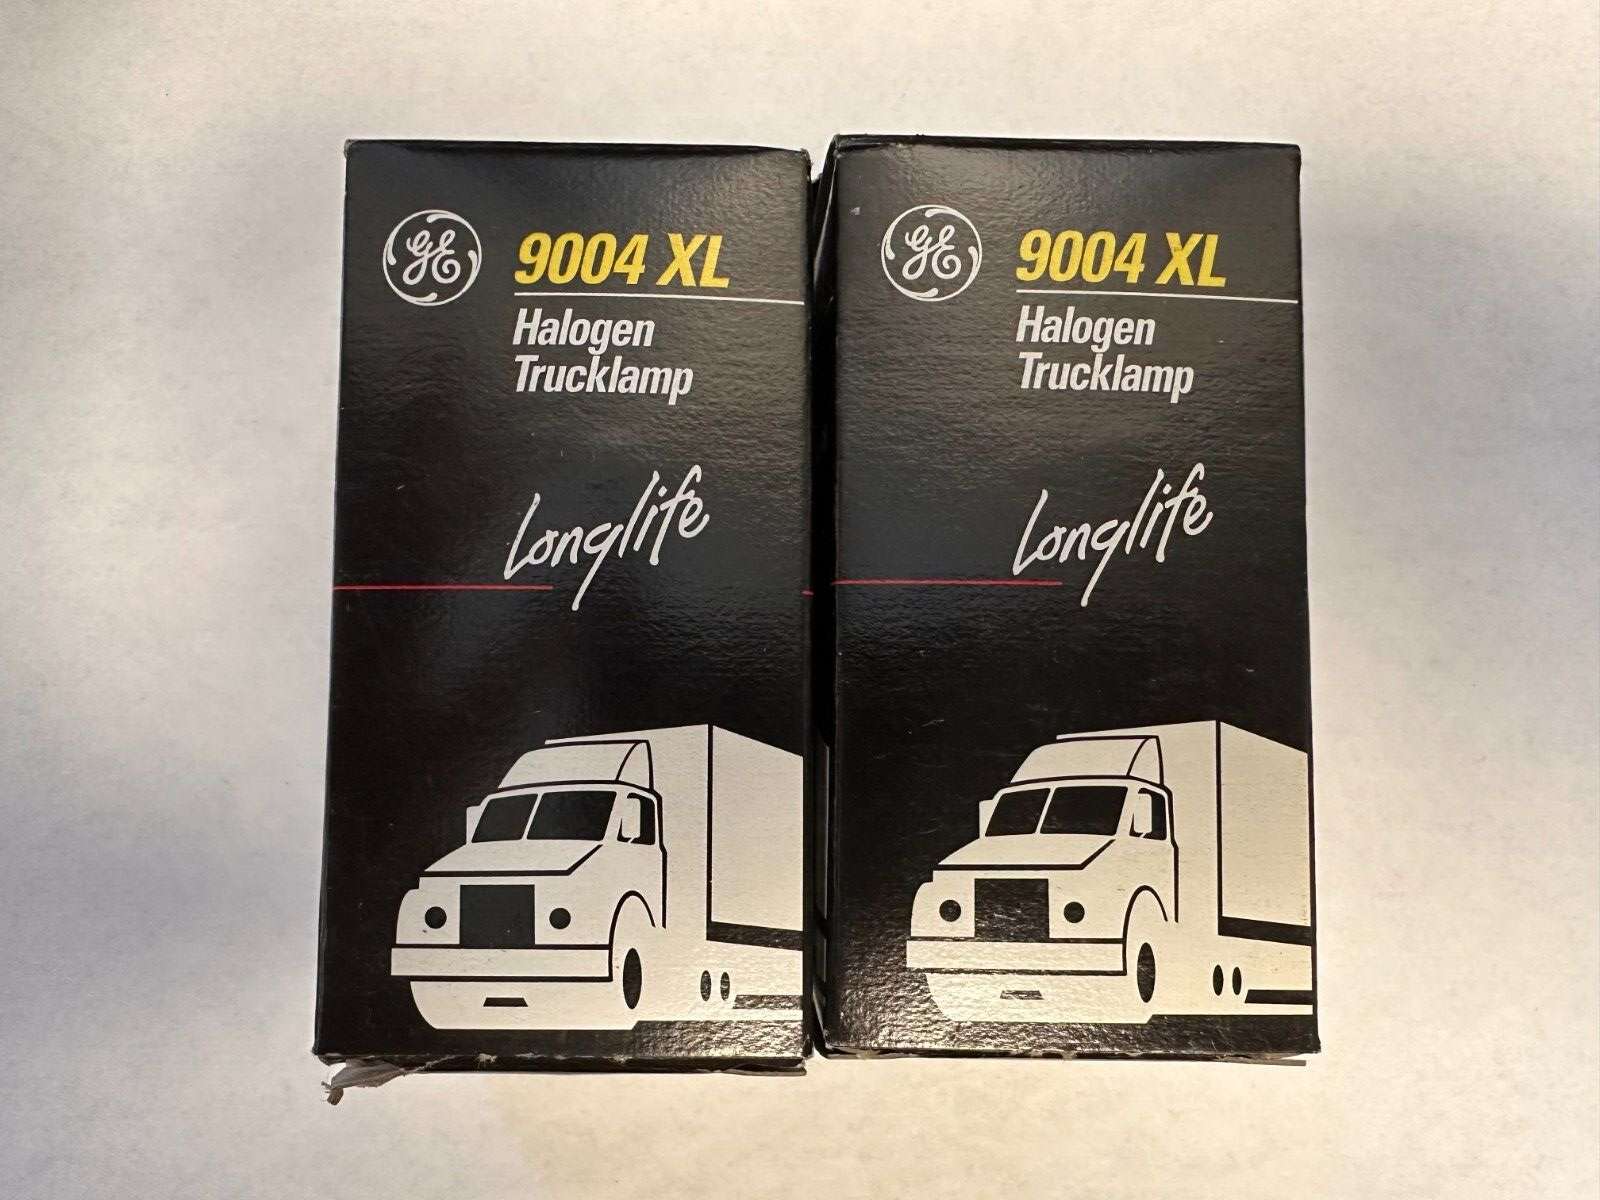 GE
9004 XL
Halogen
Trucklamp
Longlife
GE
9004 XL
Halogen
Trucklamp
Longlife